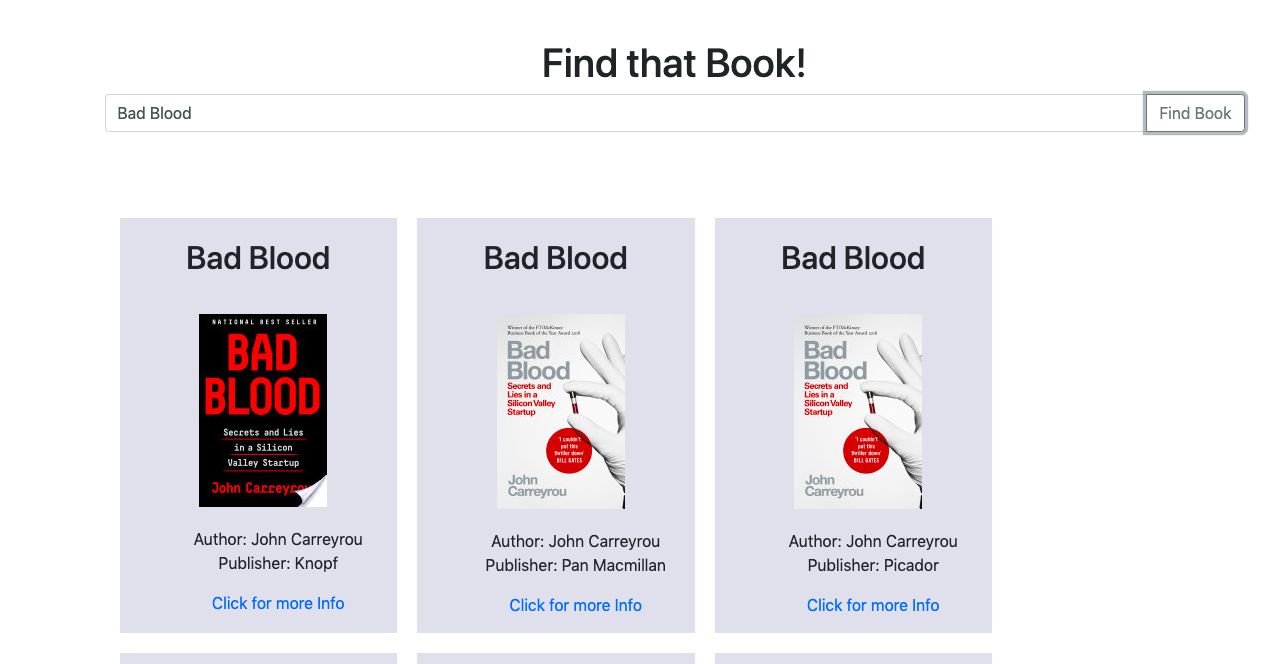 Find that Book!
Bad Blood
Find Book
Bad Blood
NATIONAL BEST SELLER
BAD
BLOOD
Secrets and Lies
in a Silicon
Valley Startup
John Carreyrou
Author: John Carreyrou
Publisher: Knopf
Click for more Info
Bad Blood
Winner of the FT/McKinsey
Business Book of the Year Award 2018
Bad
Blood
Secrets and
Lies in a
Silicon Valley
Startup
'I couldn't
put this
thriller down'
BILL GATES
John
Carreyrou
Author: John Carreyrou
Publisher: Pan Macmillan
Click for more Info
Bad Blood
Winner of the FT/McKinsey
Business Book of the Year Award 2018
Bad
Blood
Secrets and
Lies in a
Silicon Valley
Startup
'I couldn't
put this
thriller down'
BILL GATES
John
Carreyrou
Author: John Carreyrou
Publisher: Picador
Click for more Info